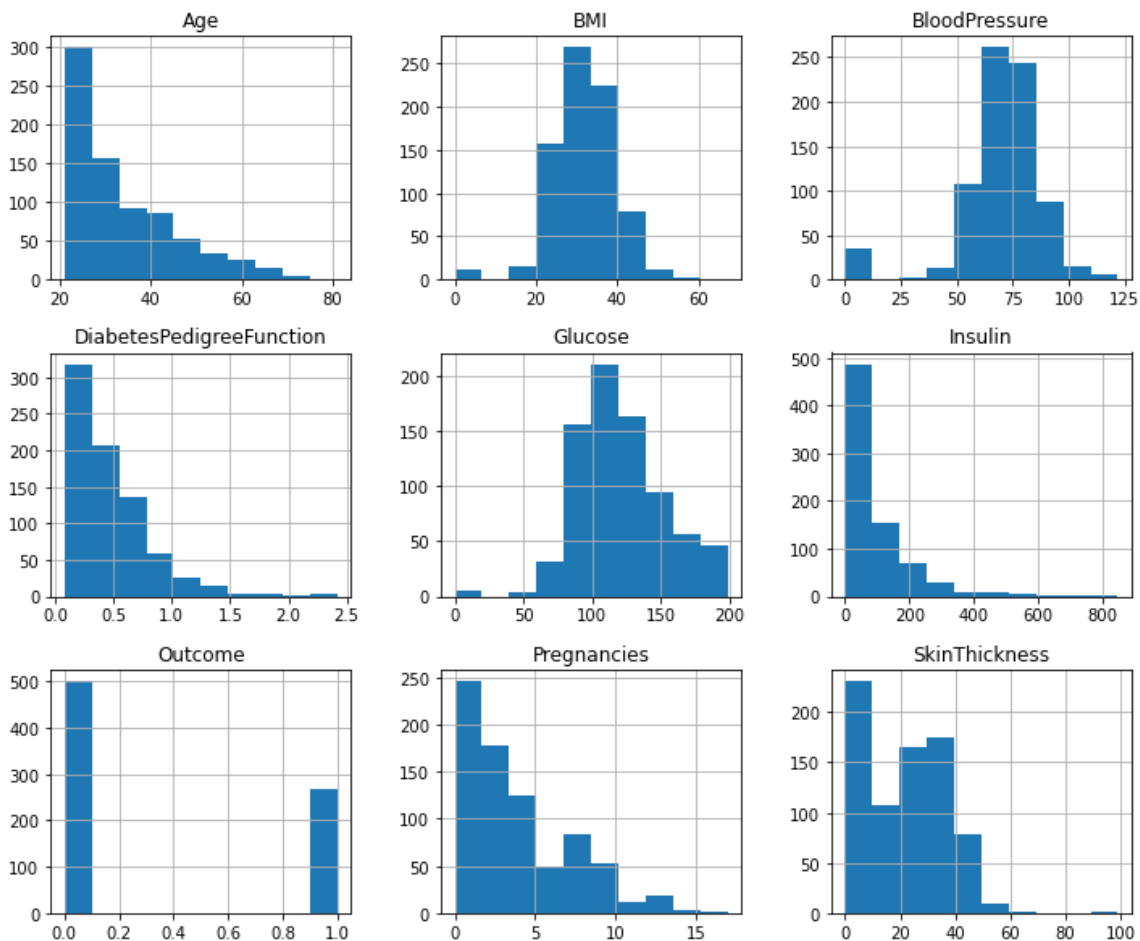 Age BMI BloodPressure
300 250 250
250 200 200
200 150 150
150 100 100
100 50 50
50 0 0
0
20 40 60 80 0 20 40 60 0 25 50 75 100 125
DiabetesPedigreeFunction Glucose Insulin
300 200 500
250 150 400
200 100 300
150 50 200
100 0 100
50 0
0
0.0 0.5 1.0 1.5 2.0 2.5 0 50 100 150 200 0 200 400 600 800
Outcome Pregnancies SkinThickness
500 250 200
400 200 150
300 150 100
200 100 50
100 50 0
0 0
0.0 0.2 0.4 0.6 0.8 1.0 0 5 10 15 0 20 40 60 80 100